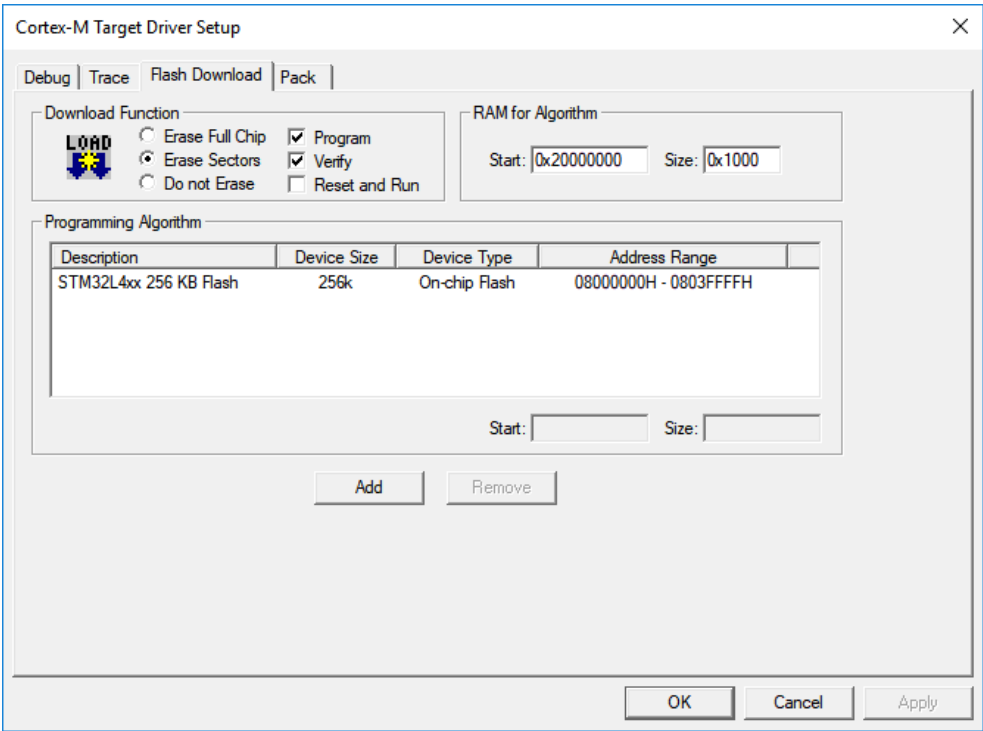 Cortex-M Target Driver Setup
Debug Trace Flash Download Pack
Download Function
LOAD
Erase Full Chip Program
Erase Sectors Verify
Do not Erase Reset and Run
RAM for Algorithm
Start: 0x20000000 Size: 0x1000
Programming Algorithm
Description Device Size Device Type Address Range
STM32L4xx 256 KB Flash 256k On-chip Flash 08000000H - 0803FFFFH
Start: Size:
Add Remove
OK Cancel Apply